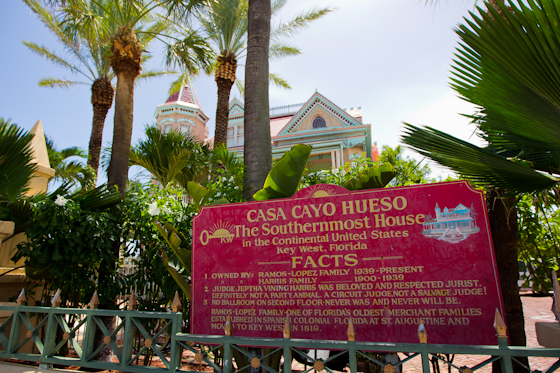 CASA CAYO HUESO
The Southernmost House
in the Continental United States
Key West, Florida
FACTS
1 OWNED BY: RAMOS-LOPEZ FAMILY 1939-PRESENT
HARRIS FAMILY 1900-1939
2 JUDGE JEPTHA VINING HARRIS WAS BELOVED AND RESPECTED JURIST.
DEFINITELY NOT A PARTY ANIMAL. A CIRCUIT JUDGE NOT A SALVAGE JUDGE!
3 NO BALLROOM ON SECOND FLOOR-NEVER WAS AND NEVER WILL BE.
RAMOS-LOPEZ FAMILY-ONE OF FLORIDA'S OLDEST MERCHANT FAMILIES
ESTABLISHED IN SPANISH COLONIAL FLORIDA AT ST. AUGUSTINE AND
MOVED TO KEY WEST IN 1810.